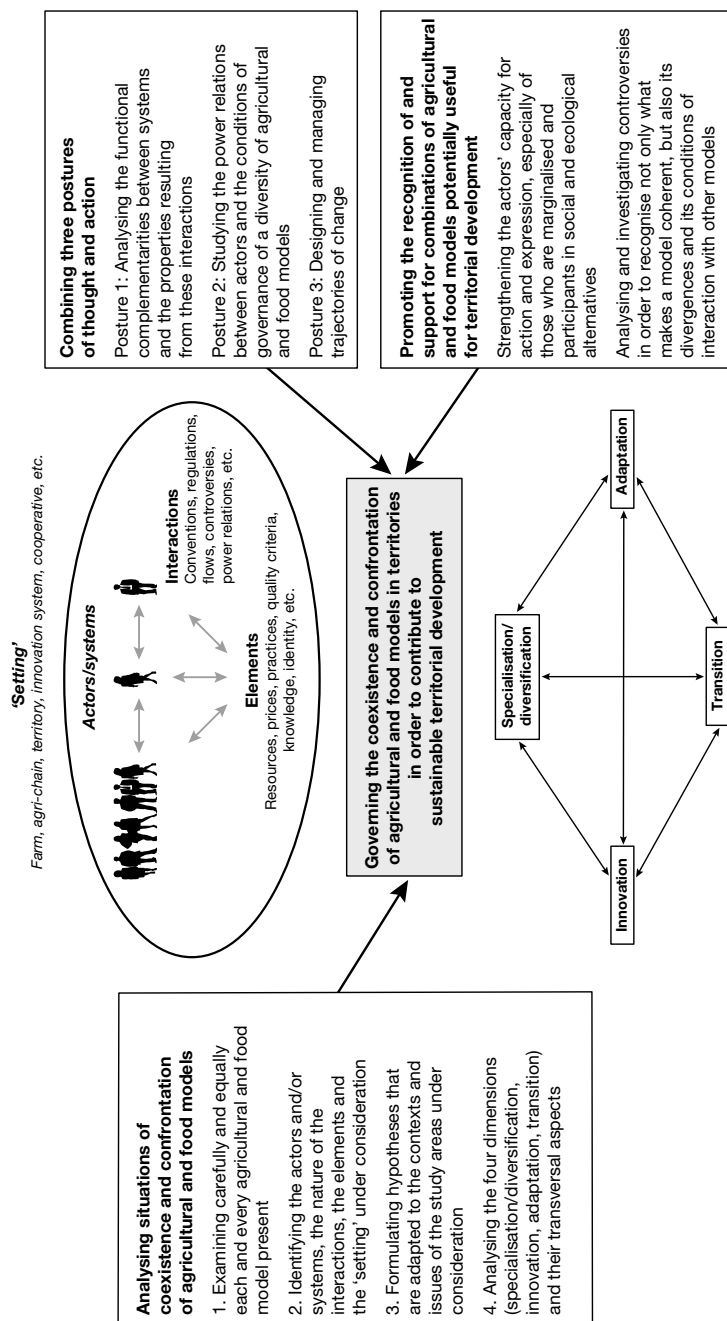 Analysing situations of
coexistence and confrontation
of agricultural and food models
1. Examining carefully and equally
each and every agricultural and food
model present
2. Identifying the actors and/or
systems, the nature of the
interactions, the elements and
the 'setting' under consideration
3. Formulating hypotheses that
are adapted to the contexts and
issues of the study areas under
consideration
4. Analysing the four dimensions
(specialisation/diversification,
innovation, adaptation, transition)
and their transversal aspects
'Setting'
Farm, agri-chain, territory, innovation system, cooperative, etc.
Actors/systems
Interactions
Conventions, regulations,
flows, controversies,
power relations, etc.
Elements
Resources, prices, practices, quality criteria,
knowledge, identity, etc.
Governing the coexistence and confrontation
of agricultural and food models in territories
in order to contribute to
sustainable territorial development
Specialisation/
diversification
Innovation
Adaptation
Transition
Combining three postures
of thought and action
Posture 1: Analysing the functional
complementarities between systems
and the properties resulting
from these interactions
Posture 2: Studying the power relations
between actors and the conditions of
governance of a diversity of agricultural
and food models
Posture 3: Designing and managing
trajectories of change
Promoting the recognition of and
support for combinations of agricultural
and food models potentially useful
for territorial development
Strengthening the actors' capacity for
action and expression, especially of
those who are marginalised and
participants in social and ecological
alternatives
Analysing and investigating controversies
in order to recognise not only what
makes a model coherent, but also its
divergences and its conditions of
interaction with other models